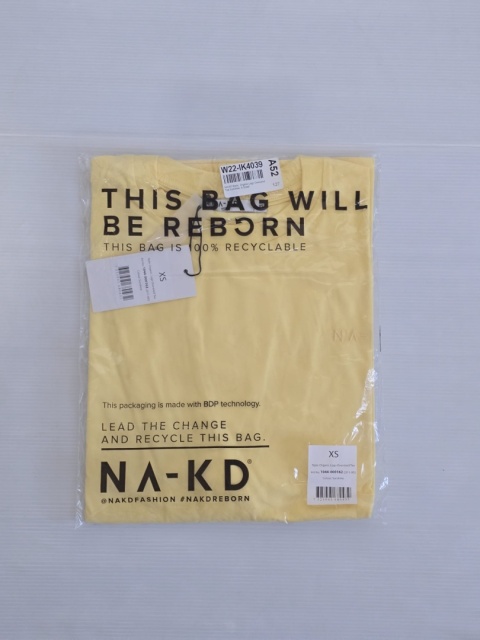 W22-IK4039
A52
THIS BAG WILL
BE REBORN
THIS BAG IS 100% RECYCLABLE
XS
N/\
This packaging is made with BDP technology.
LEAD THE CHANGE
AND RECYCLE THIS BAG.
XS
NA-KD®
@NAKDFASHION #NAKDREBORN